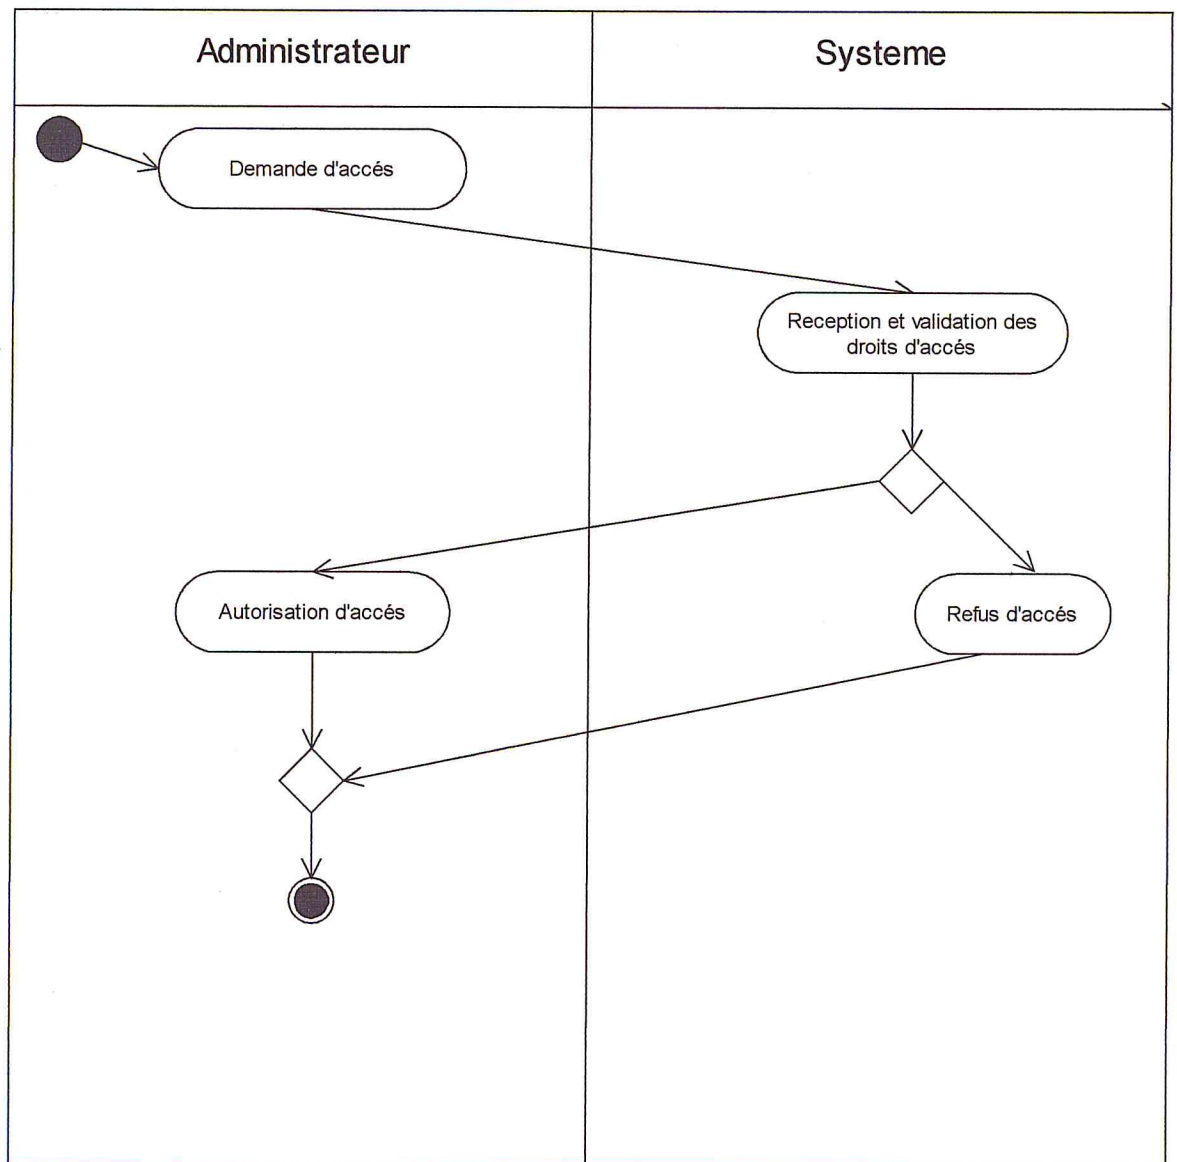 Administrateur
Systeme
Demande d'accés
Reception et validation des
droits d'accés
Autorisation d'accés
Refus d'accés